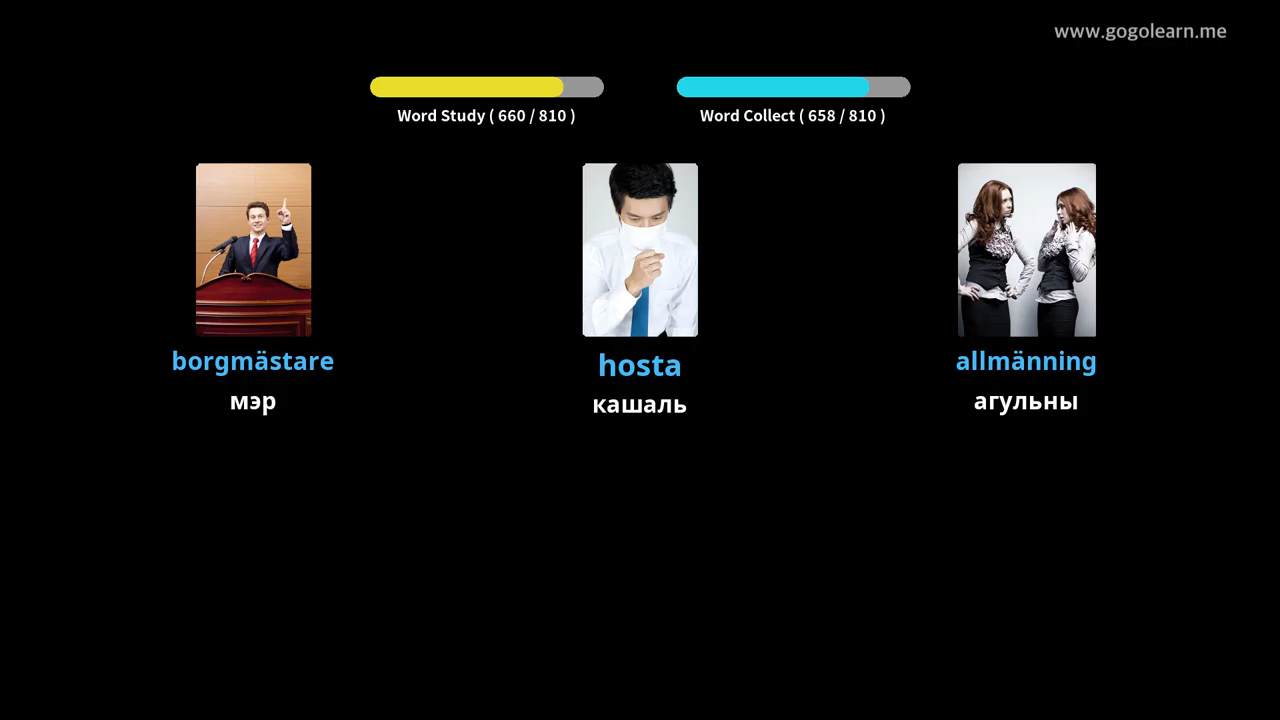 www.gogolearn.me
Word Study ( 660 / 810 )
Word Collect ( 658 / 810 )
borgmästare
hosta
allmänning
мэр
кашаль
агульны